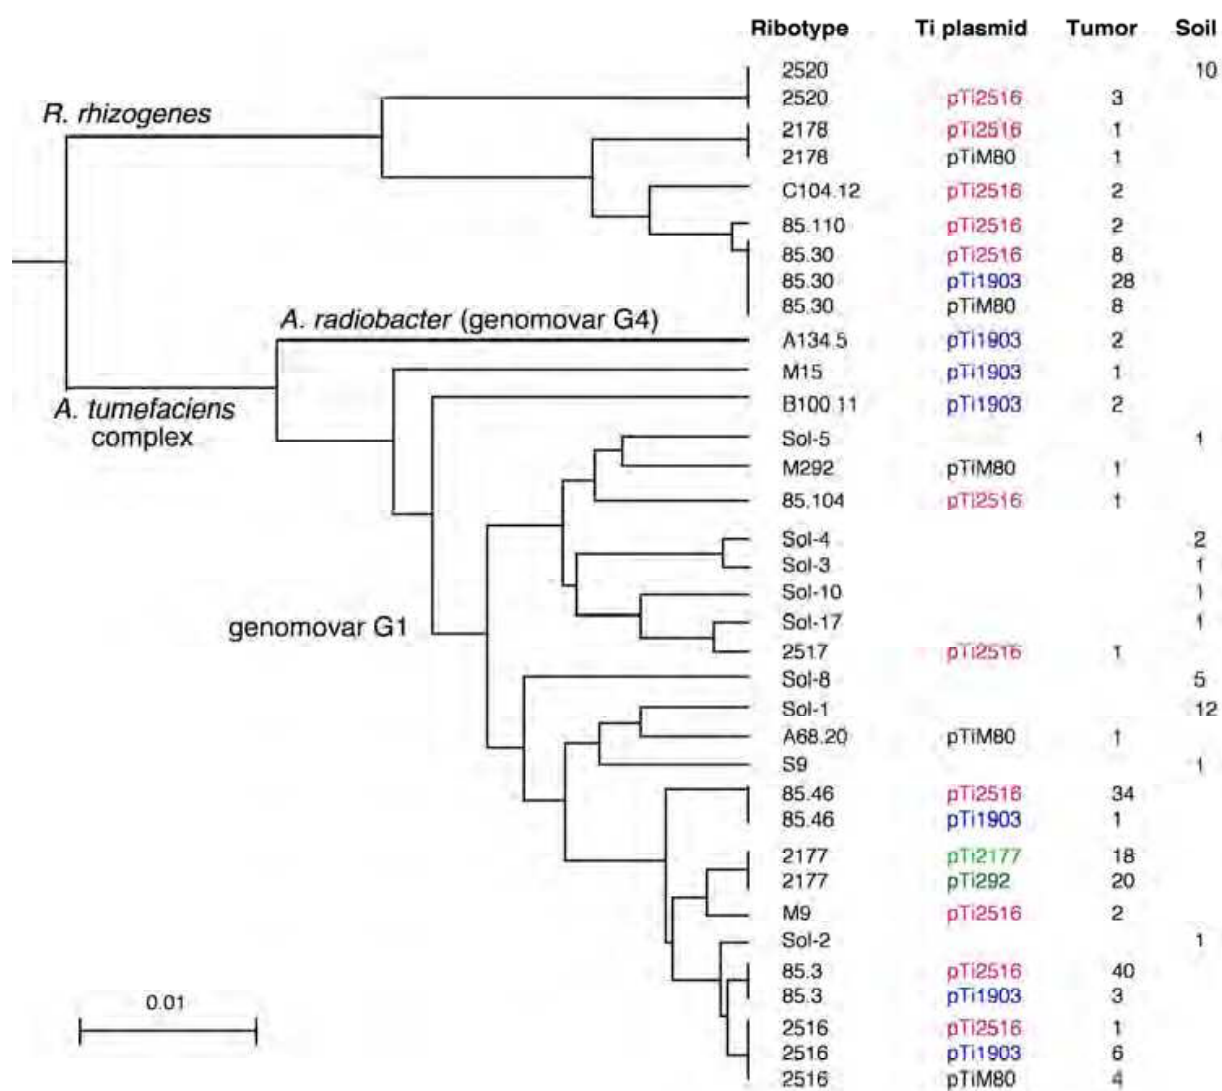 Ribotype Ti plasmid Tumor Soil
2520 10
2520 pTi2516 3
R. rhizogenes
2178 pTi2516 1
2178 pTiM80 1
C104.12 pTi2516 2
85.110 pTi2516 2
85.30 pTi2516 8
85.30 pTi1903 28
85.30 pTiM80 8
A. radiobacter (genomovar G4)
A134.5 pTi1903 2
M15 pTi1903 1
A. tumefaciens
complex
B100.11 pTi1903 2
Sol-5 1
M292 pTiM80 1
85.104 pTi2516 1
Sol-4 2
Sol-3 1
Sol-10 1
Sol-17 1
genomovar G1
2517 pTi2516 1
Sol-8 5
Sol-1 12
A68.20 pTiM80 1
S9 1
85.46 pTi2516 34
85.46 pTi1903 1
2177 pTi2177 18
2177 pTi292 20
M9 pTi2516 2
Sol-2 1
85.3 pTi2516 40
85.3 pTi1903 3
0.01
2516 pTi2516 1
2516 pTi1903 6
2516 pTiM80 4